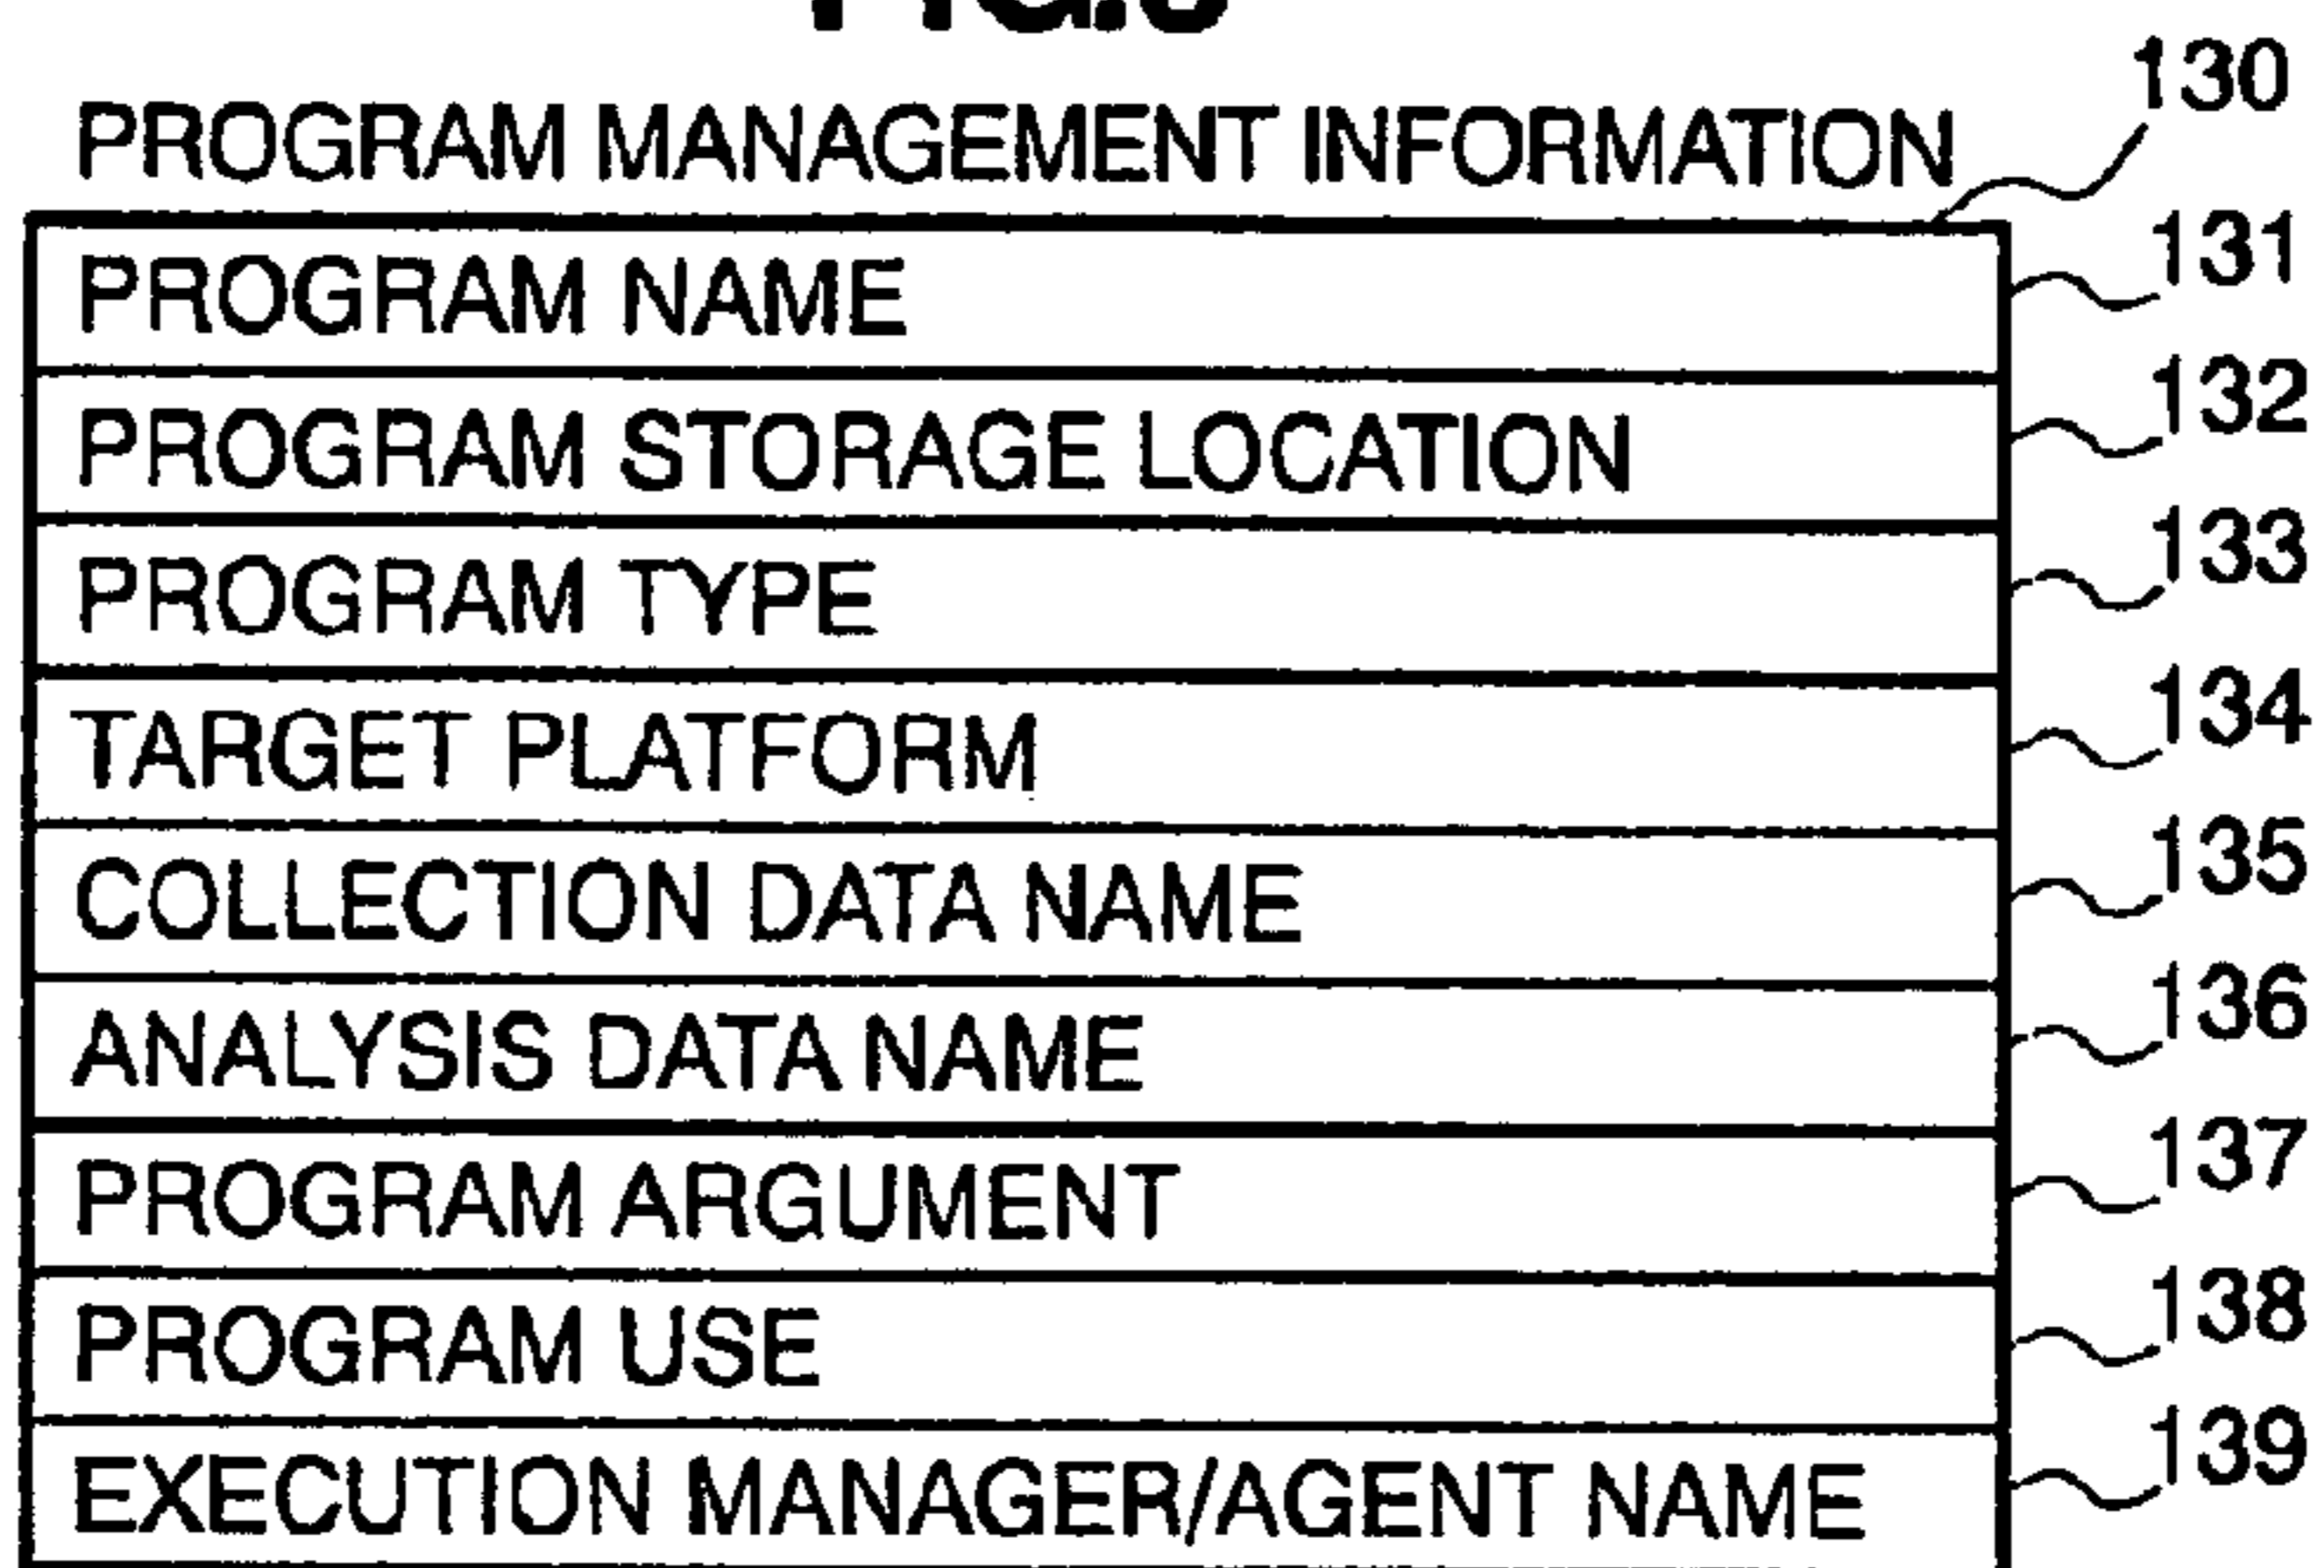 130
PROGRAM MANAGEMENT INFORMATION
PROGRAM NAME 131
PROGRAM STORAGE LOCATION 132
PROGRAM TYPE 133
TARGET PLATFORM 134
COLLECTION DATA NAME 135
ANALYSIS DATA NAME 136
PROGRAM ARGUMENT 137
PROGRAM USE 138
EXECUTION MANAGER/AGENT NAME 139